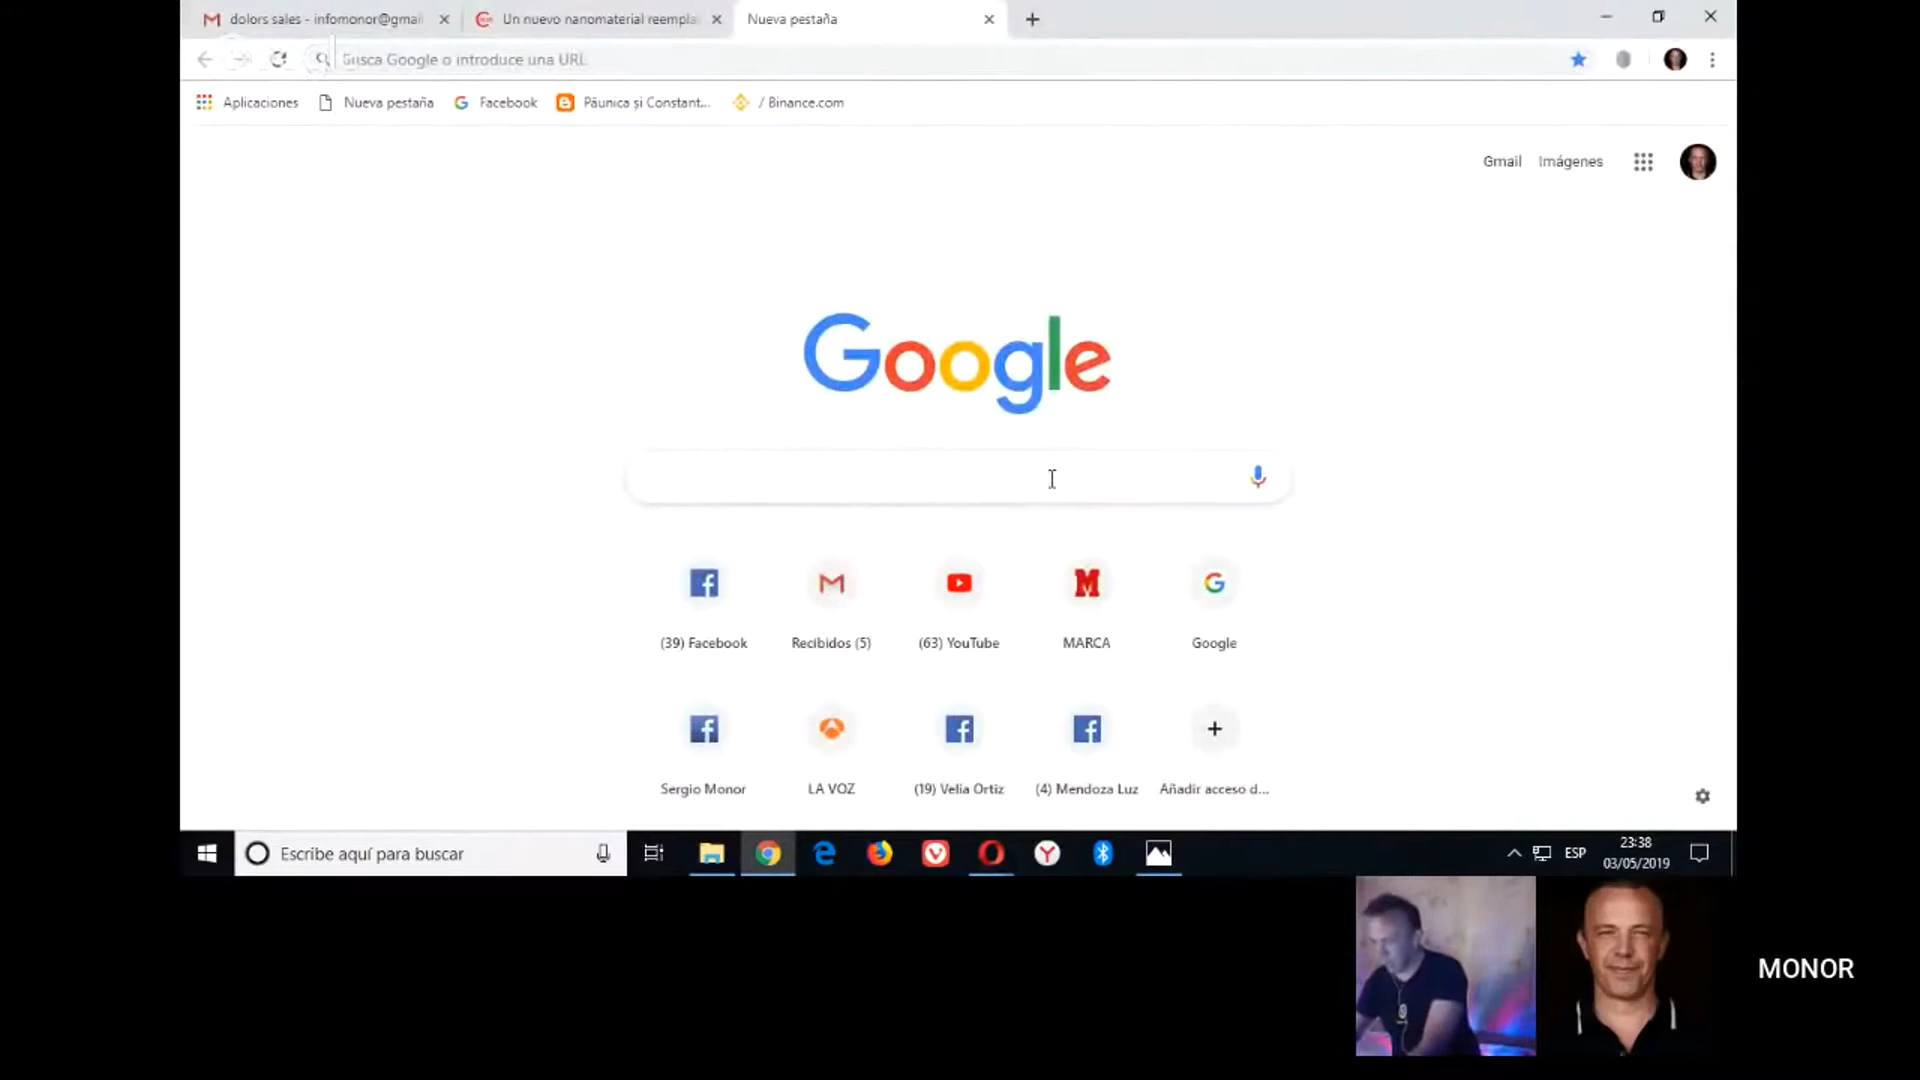 dolors sales - infomonor@gmai
Un nuevo nanomaterial reempla
Nueva pestaña
Busca Google o introduce una URL
Aplicaciones
Nueva pestaña
Facebook
Păunica și Constant...
/ Binance.com
Gmail
Imágenes
Google
(39) Facebook
Recibidos (5)
(63) YouTube
MARCA
Google
Sergio Monor
LA VOZ
(19) Velia Ortiz
(4) Mendoza Luz
Añadir acceso d...
Escribe aquí para buscar
ESP
23:38
03/05/2019
MONOR